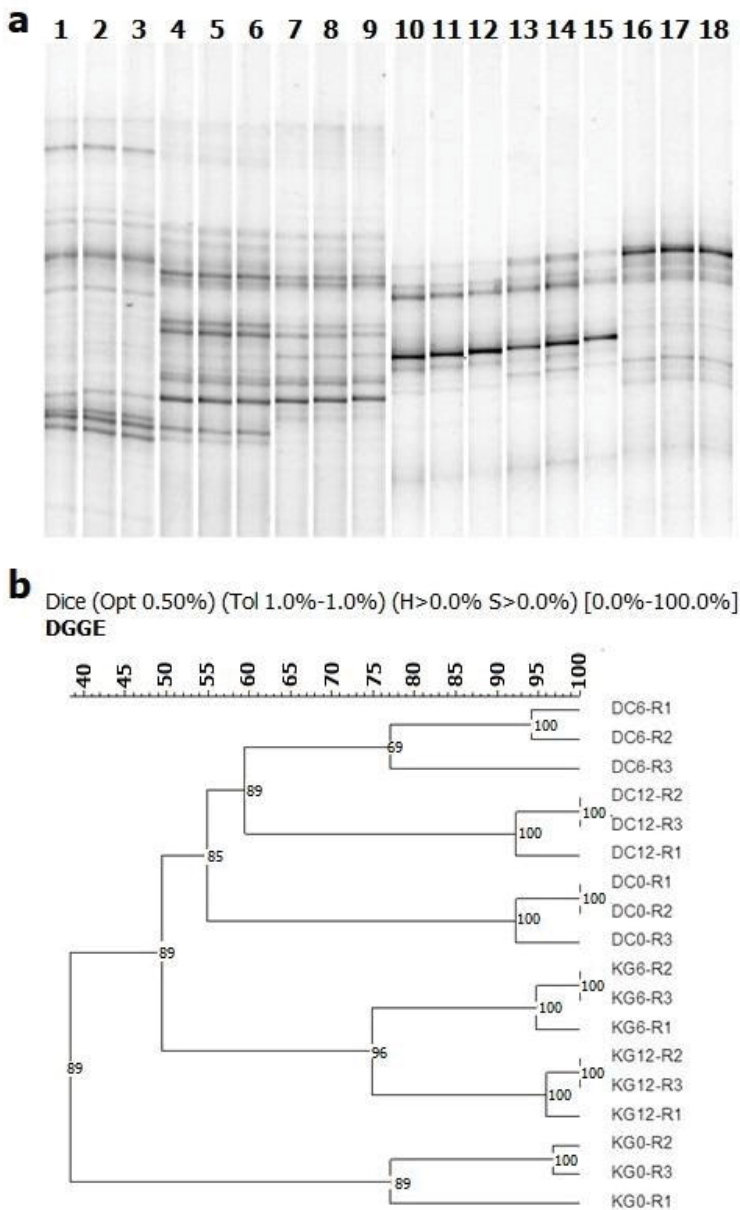 a
1 2 3 4 5 6 7 8 9 10 11 12 13 14 15 16 17 18
b
Dice (Opt 0.50%) (Tol 1.0%-1.0%) (H>0.0% S>0.0%) [0.0%-100.0%]
DGGE
40 45 50 55 60 65 70 75 80 85 90 95 100
DC6-R1
100
DC6-R2
69
DC6-R3
89
DC12-R2
100
DC12-R3
100
DC12-R1
85
DC0-R1
100
DC0-R2
100
DC0-R3
89
KG6-R2
100
KG6-R3
100
KG6-R1
96
KG12-R2
100
KG12-R3
100
KG12-R1
89
KG0-R2
100
KG0-R3
89
KG0-R1